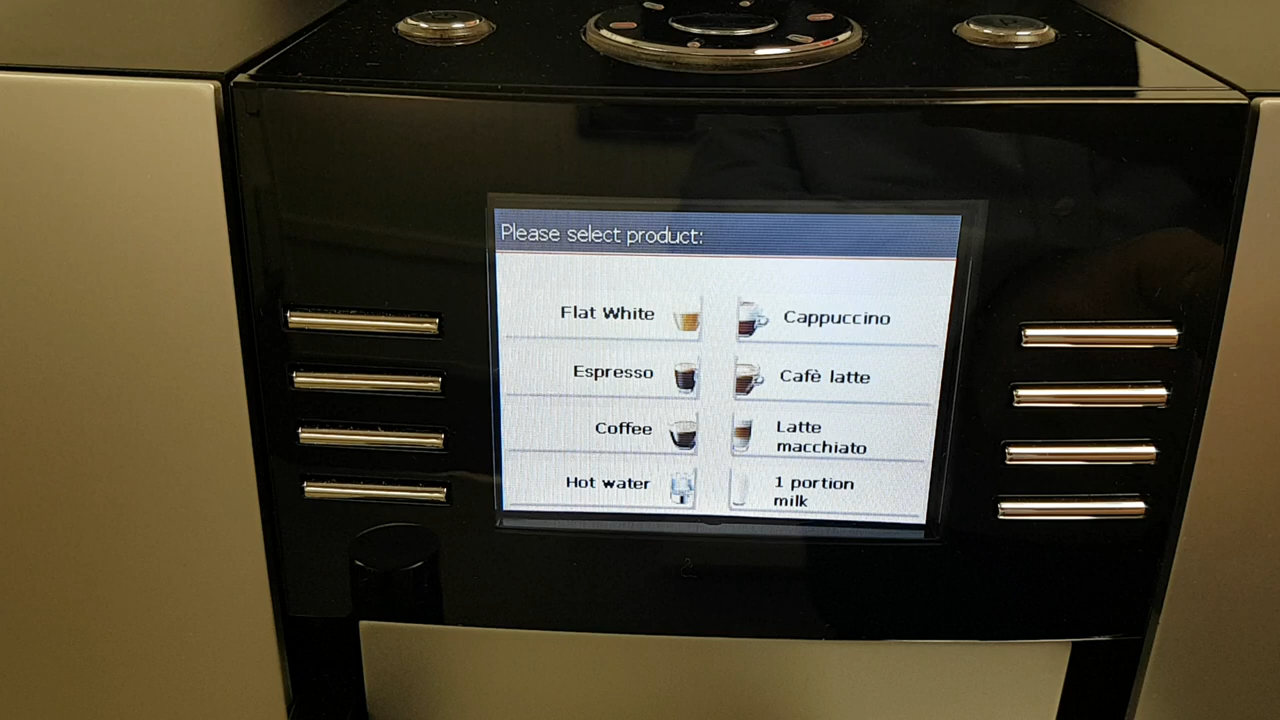 Please select product:
Flat White
Cappuccino
Espresso
Cafè latte
Coffee
Latte
macchiato
Hot water
1 portion
milk